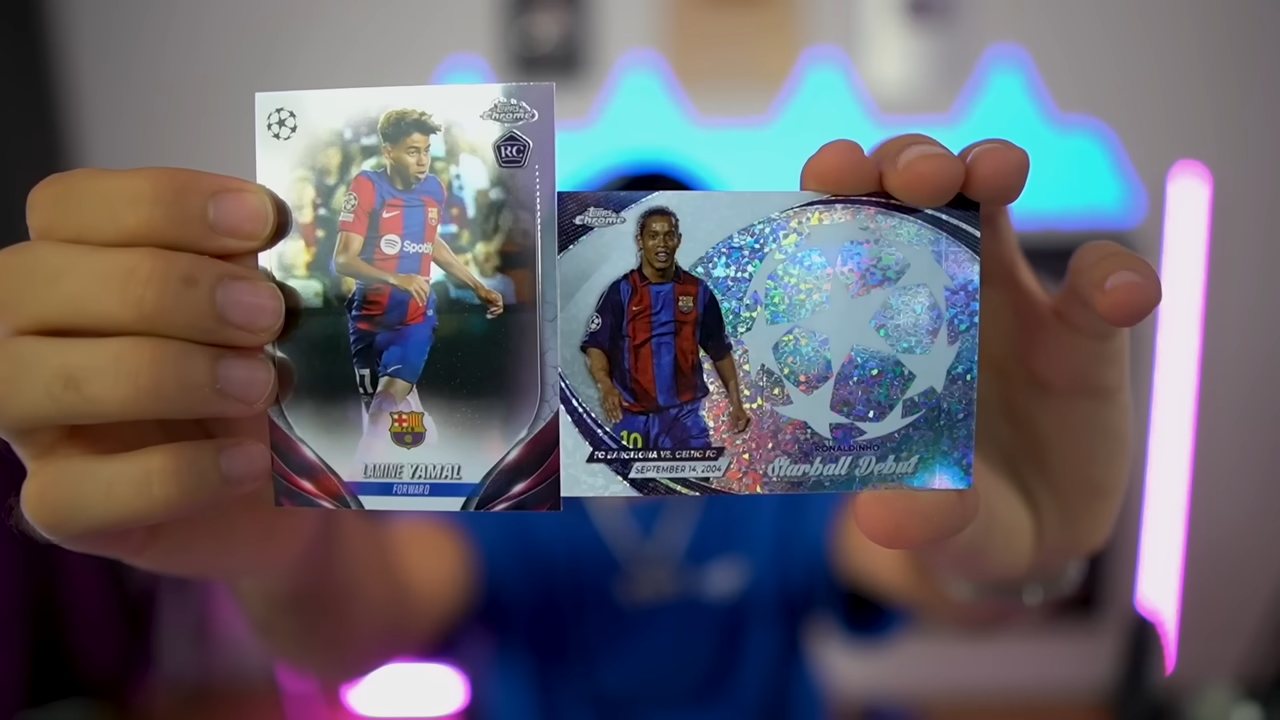 Topps
Chrome
RC
Spotify
LAMINE YAMAL
FORWARD
Topps
Chrome
10
FC BARCELONA VS. CELTIC FC
SEPTEMBER 14, 2004
RONALDINHO
Starball Debut